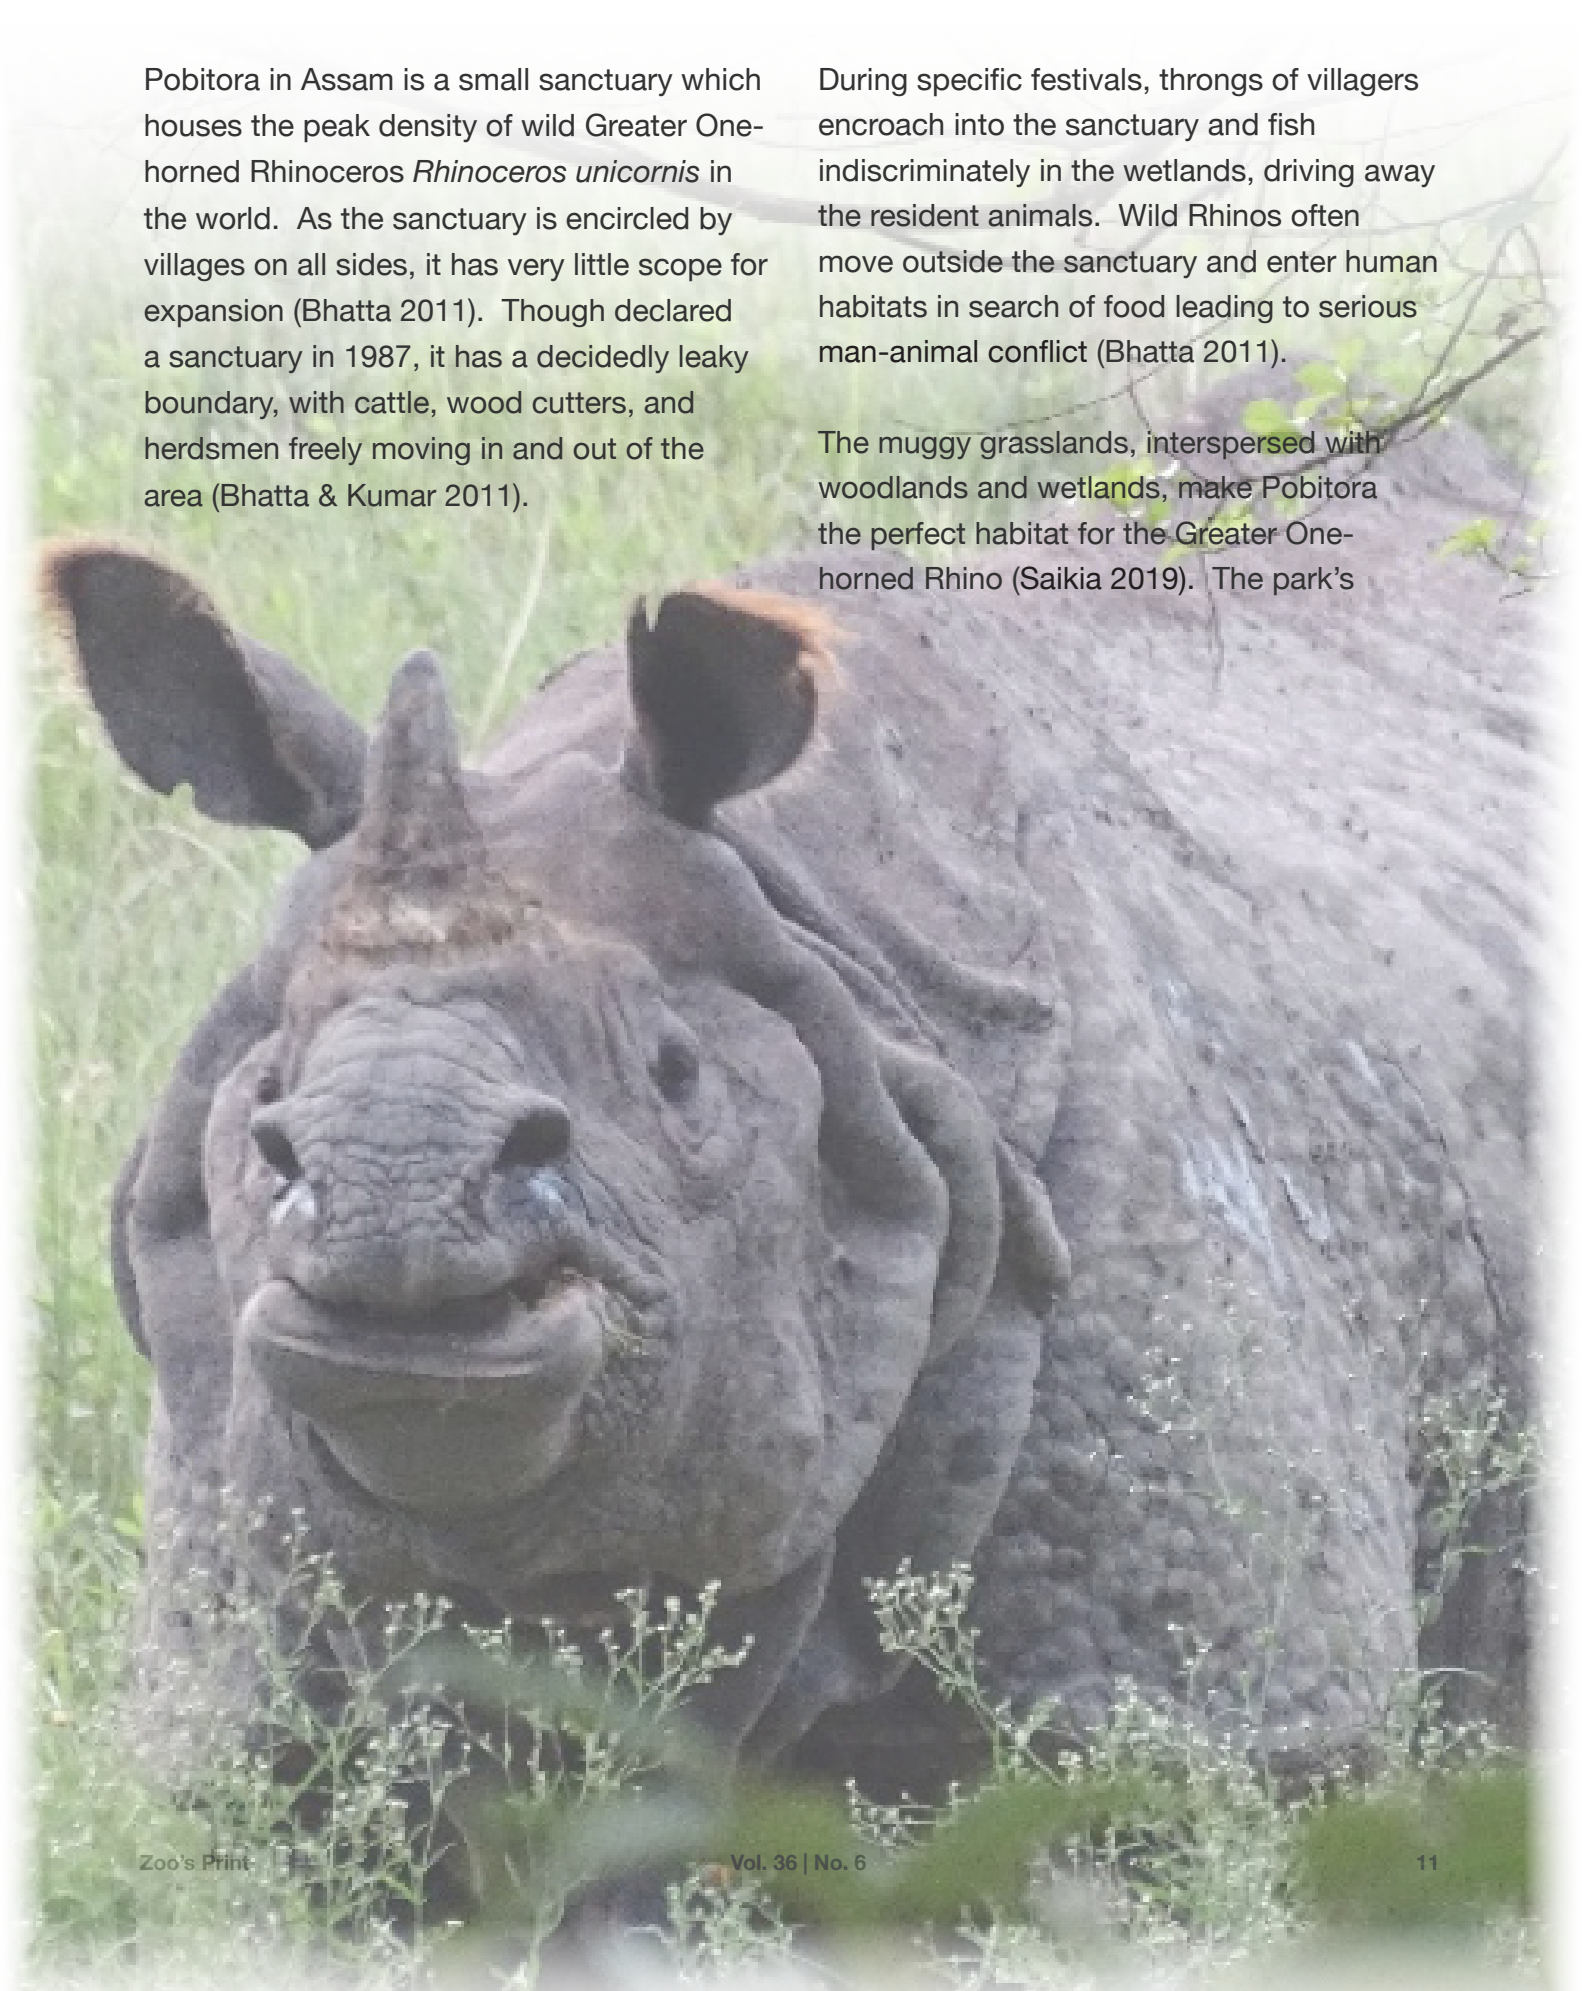 Pobitora in Assam is a small sanctuary which
houses the peak density of wild Greater One-
horned Rhinoceros Rhinoceros unicornis in
the world.  As the sanctuary is encircled by
villages on all sides, it has very little scope for
expansion (Bhatta 2011).  Though declared
a sanctuary in 1987, it has a decidedly leaky
boundary, with cattle, wood cutters, and
herdsmen freely moving in and out of the
area (Bhatta & Kumar 2011).
During specific festivals, throngs of villagers
encroach into the sanctuary and fish
indiscriminately in the wetlands, driving away
the resident animals.  Wild Rhinos often
move outside the sanctuary and enter human
habitats in search of food leading to serious
man-animal conflict (Bhatta 2011).
The muggy grasslands, interspersed with
woodlands and wetlands, make Pobitora
the perfect habitat for the Greater One-
horned Rhino (Saikia 2019).  The park’s
Zoo’s Print
Vol. 36 | No. 6
11